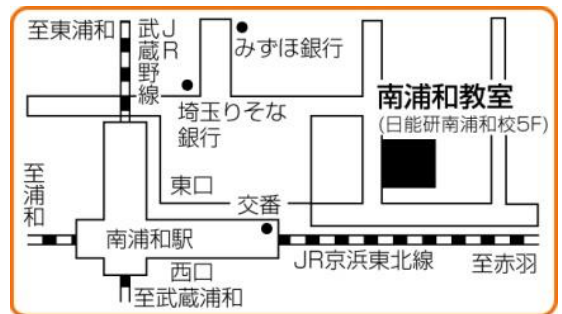 至東浦和
JR
武蔵野線
みずほ銀行
埼玉りそな
銀行
南浦和教室
(日能研南浦和校5F)
至浦和
東口
交番
南浦和駅
西口
JR京浜東北線
至赤羽
至武蔵浦和